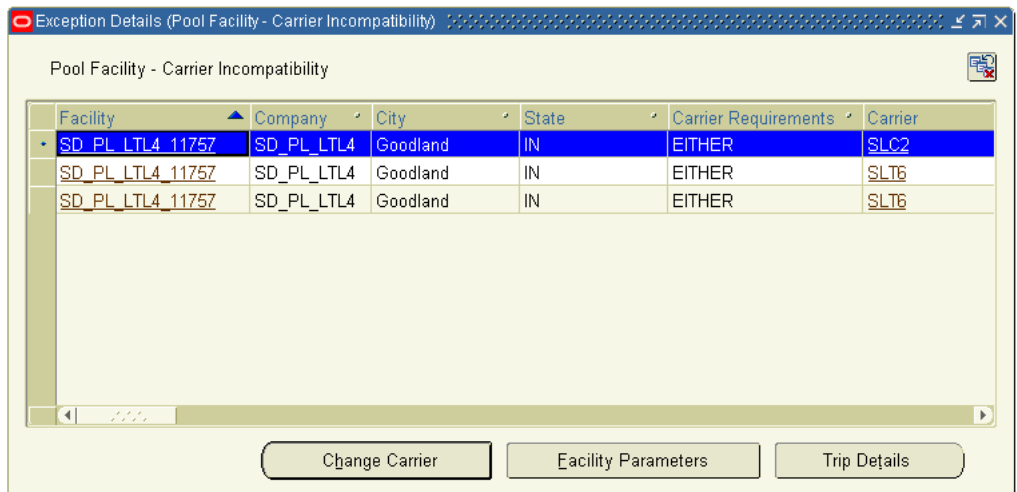 Exception Details (Pool Facility - Carrier Incompatibility)
Pool Facility - Carrier Incompatibility
Facility Company City State Carrier Requirements Carrier
SD_PL_LTL4_11757 SD_PL_LTL4 Goodland IN EITHER SLC2
SD_PL_LTL4_11757 SD_PL_LTL4 Goodland IN EITHER SLT6
SD_PL_LTL4_11757 SD_PL_LTL4 Goodland IN EITHER SLT6
Change Carrier Facility Parameters Trip Details